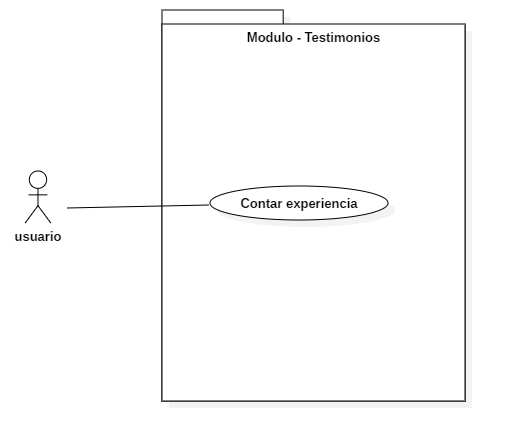 Modulo - Testimonios
Contar experiencia
usuario